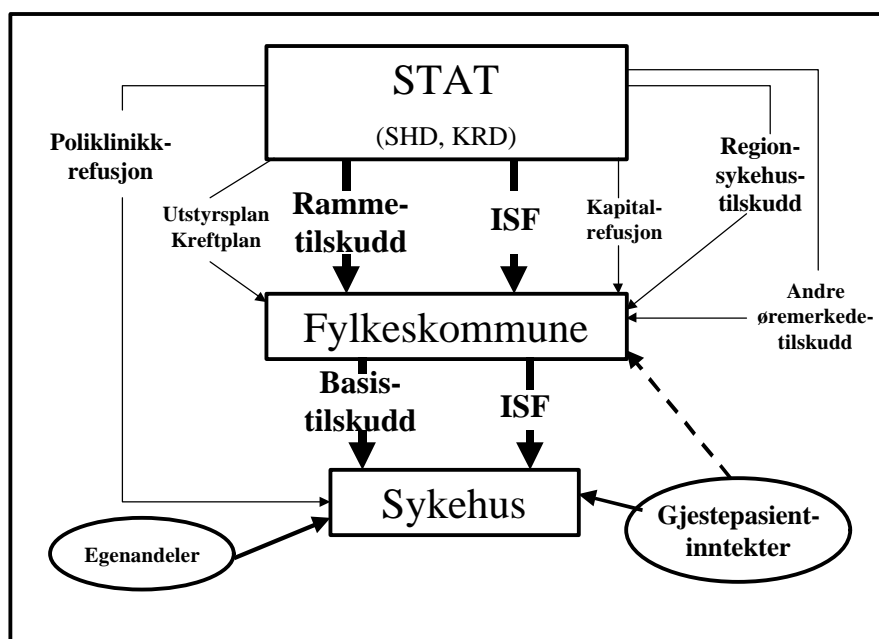 STAT
(SHD, KRD)
Poliklinikk-
refusjon
Utstyrsplan
Kreftplan
Ramme-
tilskudd
ISF
Kapital-
refusjon
Region-
sykehus-
tilskudd
Andre
øremerkede-
tilskudd
Fylkeskommune
Basis-
tilskudd
ISF
Sykehus
Egenandeler
Gjestepasient-
inntekter